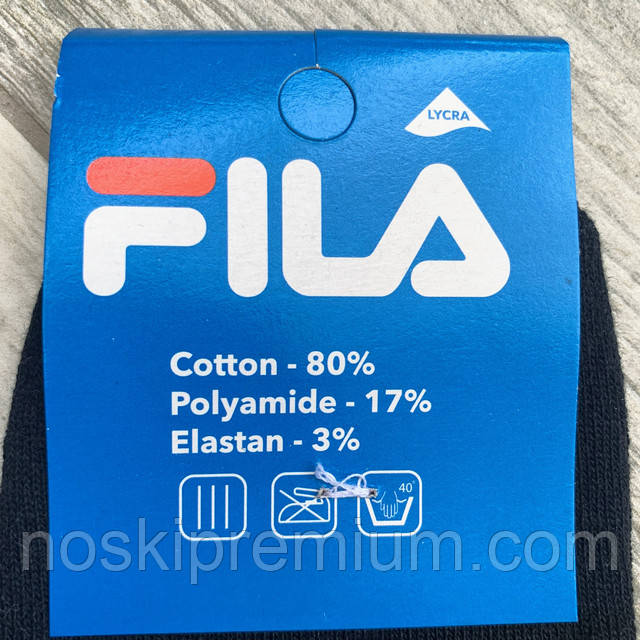 LYCRA
FILA
Cotton - 80%
Polyamide - 17%
Elastan - 3%
40°
noskipremium.com